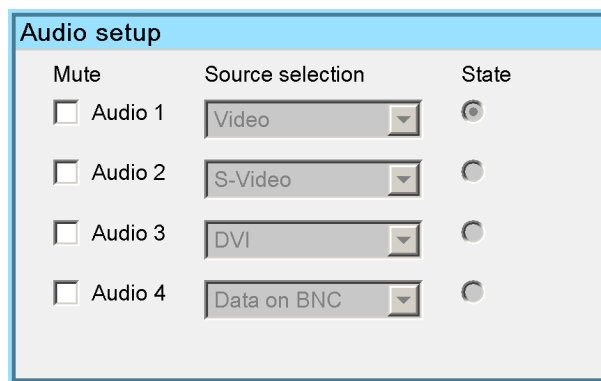 Audio setup
Mute Source selection State
Audio 1 Video
Audio 2 S-Video
Audio 3 DVI
Audio 4 Data on BNC